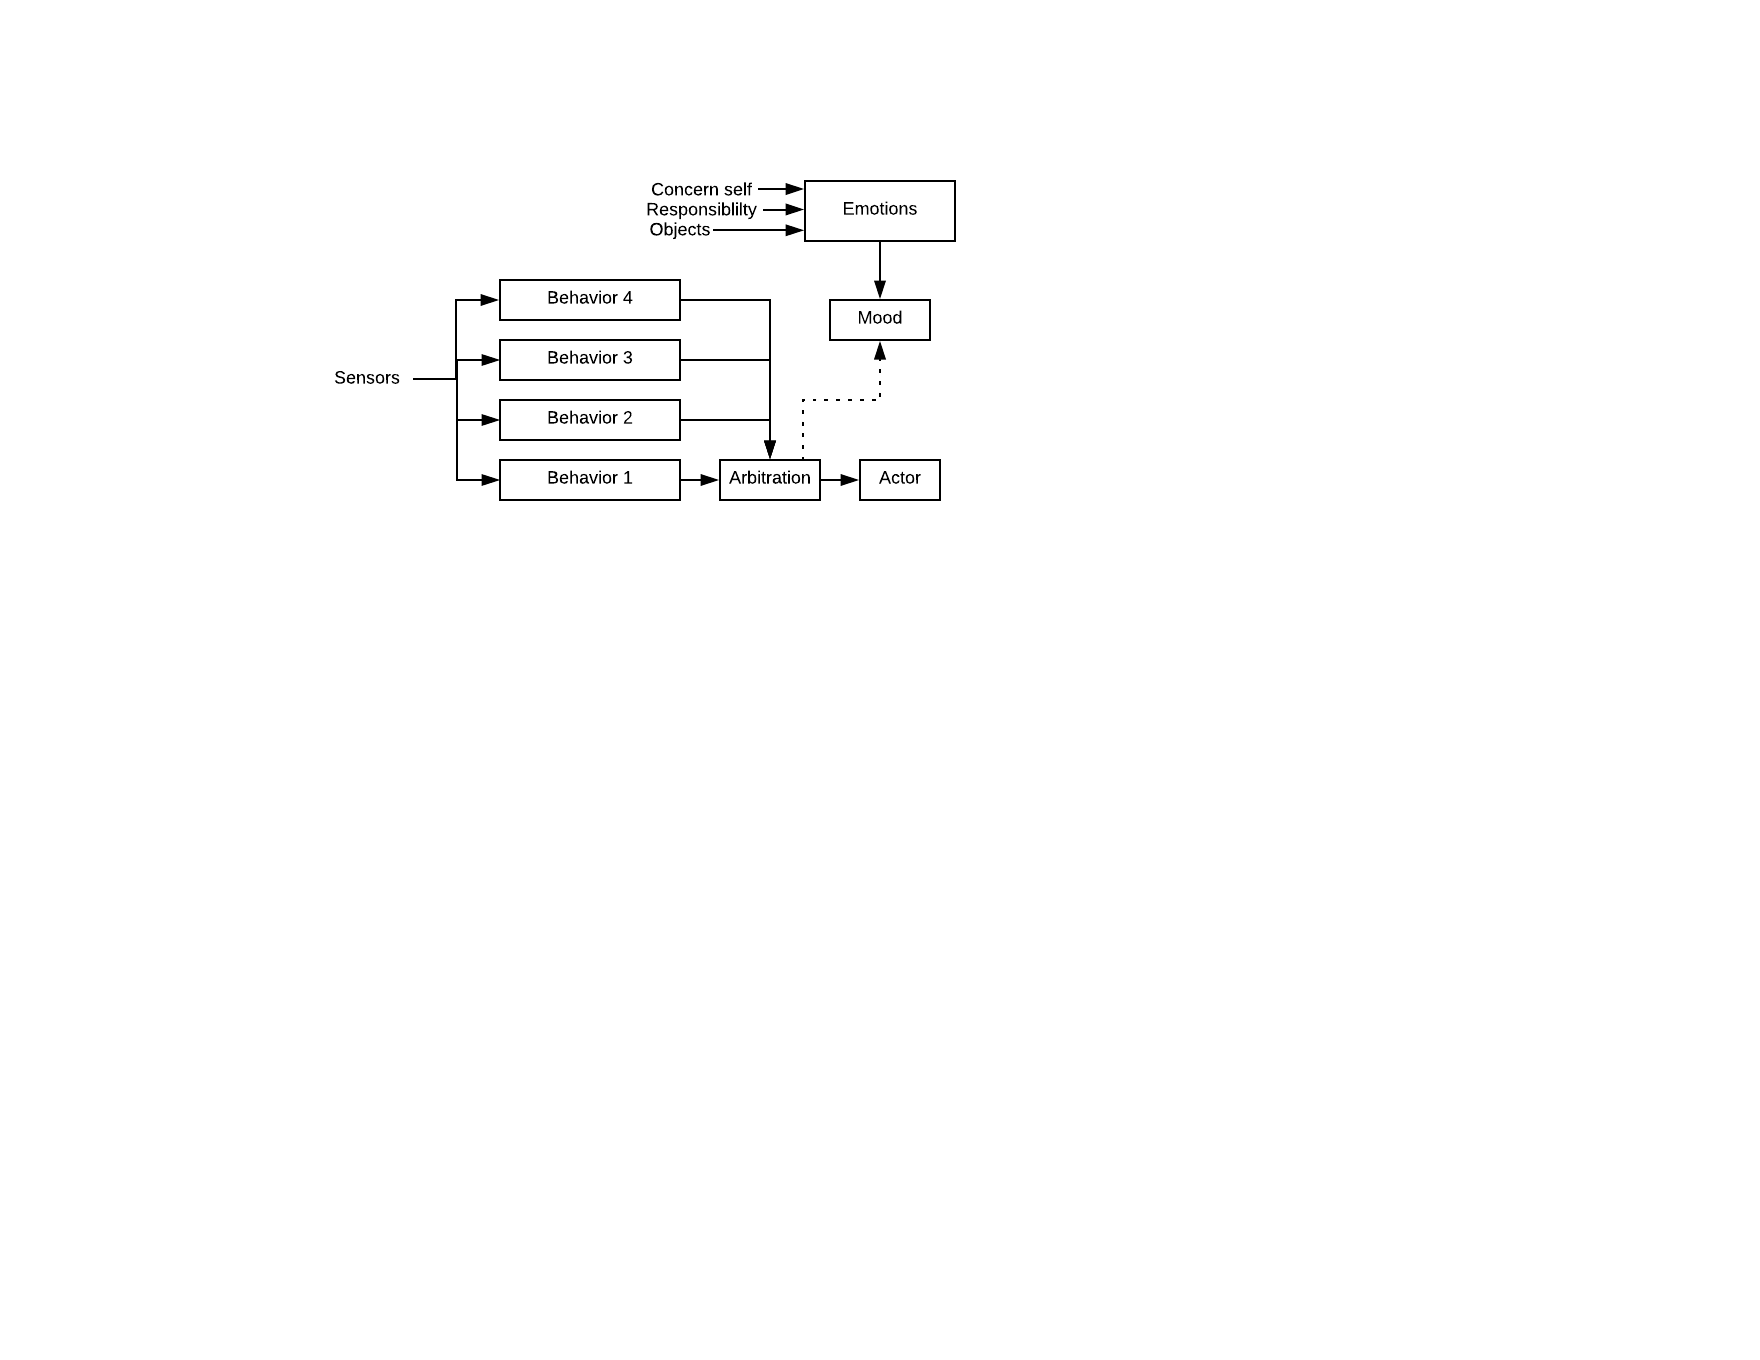 Concern self
Responsiblilty
Objects
Emotions
Behavior 4
Mood
Behavior 3
Sensors
Behavior 2
Behavior 1
Arbitration
Actor